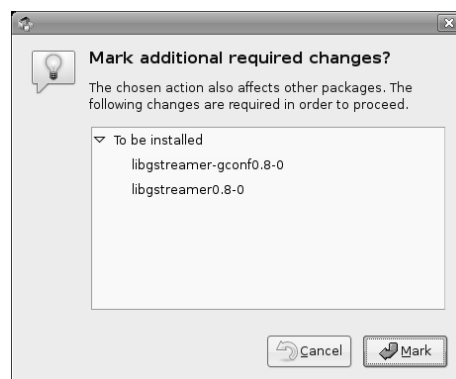 Mark additional required changes?
The chosen action also affects other packages. The
following changes are required in order to proceed.
To be installed
libgstreamer-gconf0.8-0
libgstreamer0.8-0
Cancel
Mark